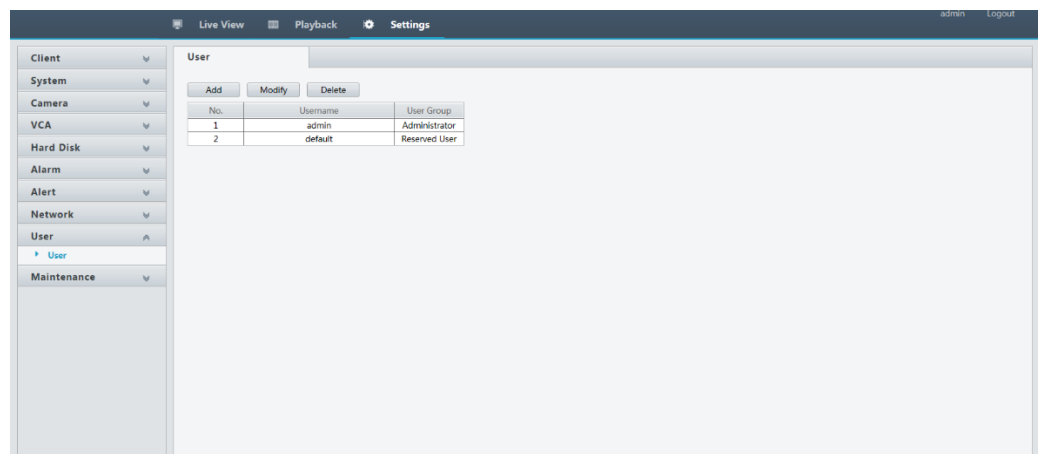 admin Logout
Live View Playback Settings
Client
System
Camera
VCA
Hard Disk
Alarm
Alert
Network
User
User
Maintenance
User
Add Modify Delete
No. Username User Group
1 admin Administrator
2 default Reserved User